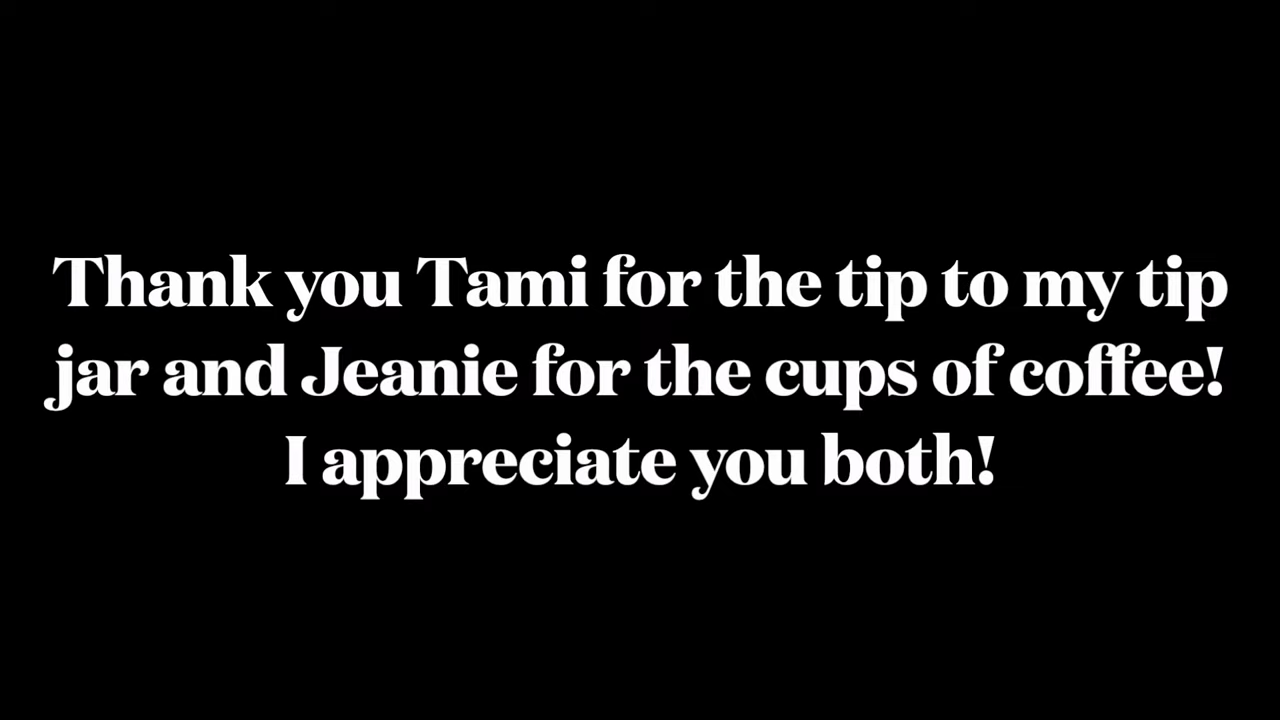 Thank you Tami for the tip to my tip
jar and Jeanie for the cups of coffee!
I appreciate you both!